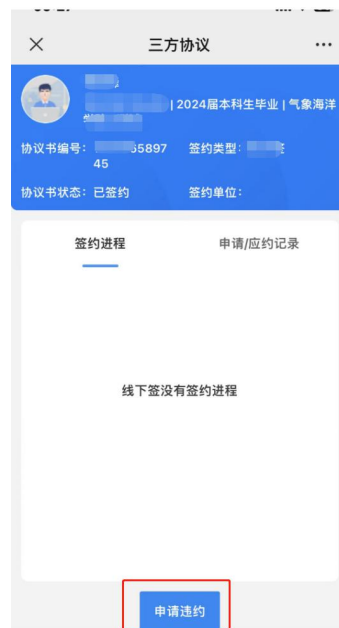 三方协议
| 2024届本科生毕业 | 气象海洋
协议书编号： 55897
45
签约类型：
协议书状态：已签约
签约单位：
签约进程
申请/应约记录
线下签没有签约进程
申请违约